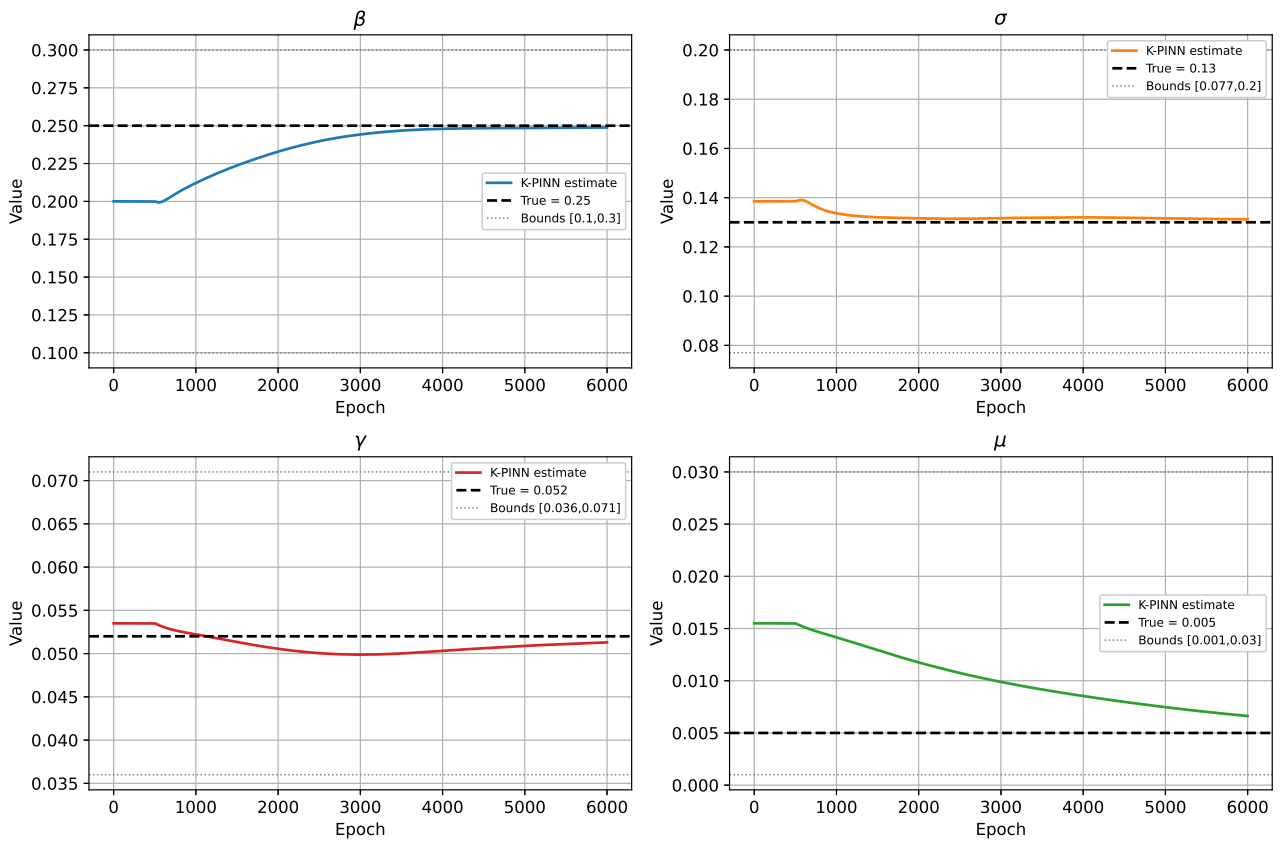 β
0.300
0.275
0.250
0.225
0.200
0.175
0.150
0.125
0.100
Value
K-PINN estimate
True = 0.25
Bounds [0.1,0.3]
0 1000 2000 3000 4000 5000 6000
Epoch
σ
0.20
0.18
0.16
0.14
0.12
0.10
0.08
Value
K-PINN estimate
True = 0.13
Bounds [0.077,0.2]
0 1000 2000 3000 4000 5000 6000
Epoch
γ
0.070
0.065
0.060
0.055
0.050
0.045
0.040
0.035
Value
K-PINN estimate
True = 0.052
Bounds [0.036,0.071]
0 1000 2000 3000 4000 5000 6000
Epoch
μ
0.030
0.025
0.020
0.015
0.010
0.005
0.000
Value
K-PINN estimate
True = 0.005
Bounds [0.001,0.03]
0 1000 2000 3000 4000 5000 6000
Epoch